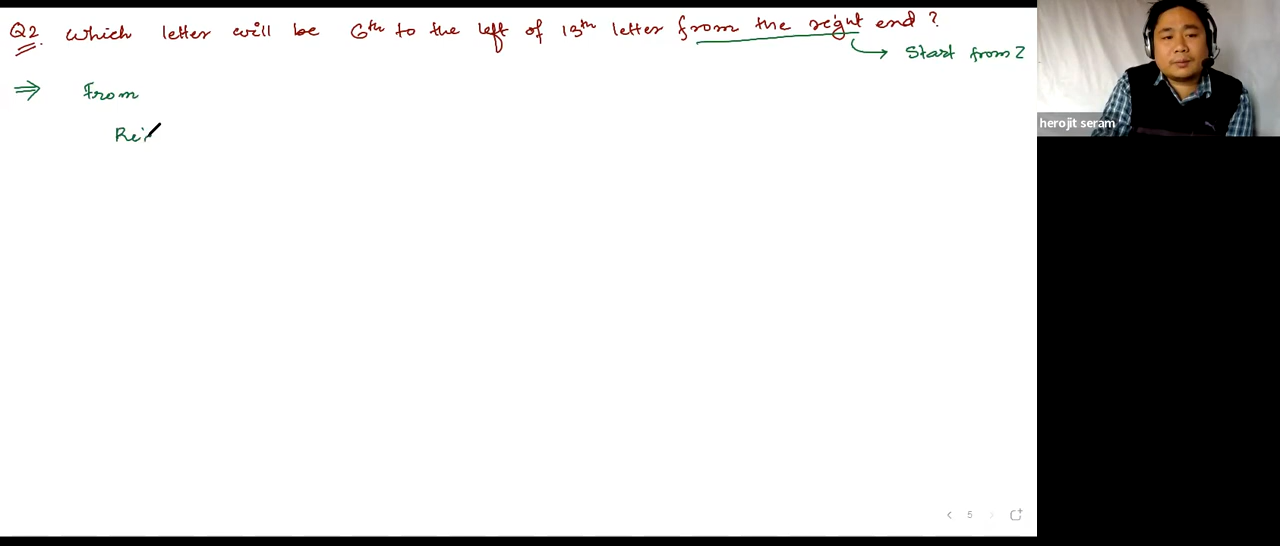 Q2. Which letter will be 6th to the left of 13th letter from the right end ?
Start from Z
⇒ From
Rei
herojit seram
5